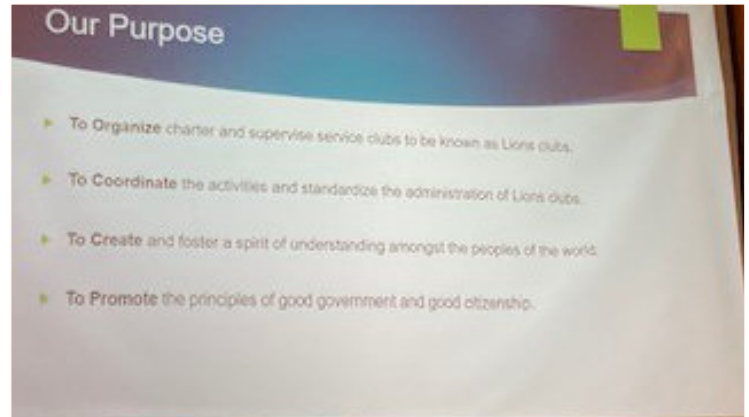 Our Purpose
To Organize charter and supervise service clubs to be known as Lions clubs.
To Coordinate the activities and standardize the administration of Lions clubs.
To Create and foster a spirit of understanding amongst the peoples of the world.
To Promote the principles of good government and good citizenship.